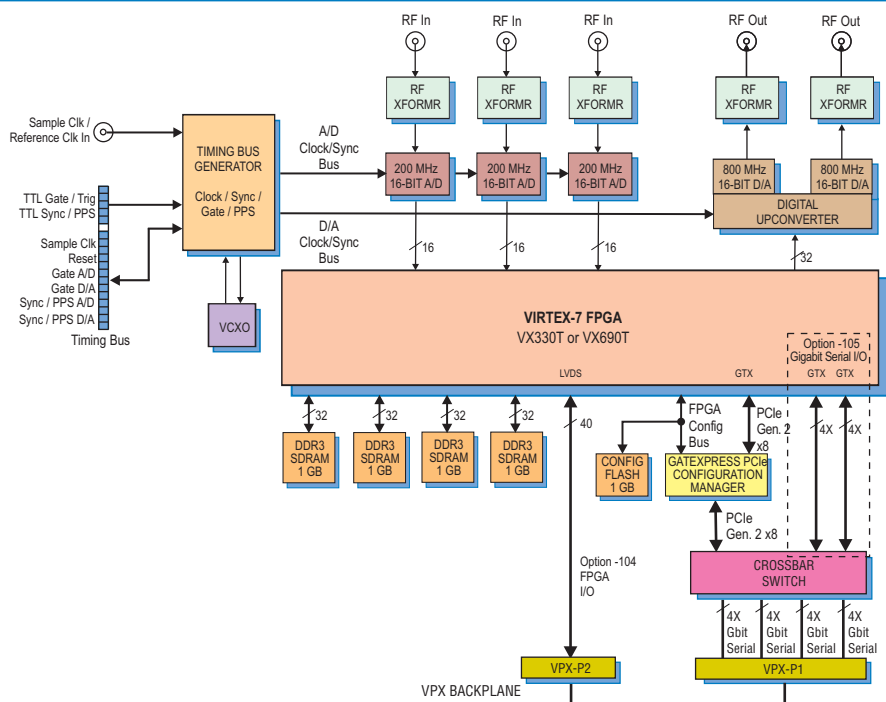 RF In
RF In
RF In
RF Out
RF Out
RF
XFORMR
RF
XFORMR
RF
XFORMR
RF
XFORMR
RF
XFORMR
Sample Clk /
Reference Clk In
TIMING BUS
GENERATOR
Clock / Sync /
Gate / PPS
A/D
Clock/Sync
Bus
200 MHz
16-BIT A/D
200 MHz
16-BIT A/D
200 MHz
16-BIT A/D
800 MHz
16-BIT D/A
800 MHz
16-BIT D/A
DIGITAL
UPCONVERTER
TTL Gate / Trig
TTL Sync / PPS
Sample Clk
Reset
Gate A/D
Gate D/A
Sync / PPS A/D
Sync / PPS D/A
Timing Bus
D/A
Clock/Sync
Bus
16
16
16
32
VCXO
VIRTEX-7 FPGA
VX330T or VX690T
Option -105
Gigabit Serial I/O
LVDS
GTX
GTX
GTX
32
32
32
32
40
FPGA
Config
Bus
PCIe
Gen. 2
x8
4X
4X
DDR3
SDRAM
1 GB
DDR3
SDRAM
1 GB
DDR3
SDRAM
1 GB
DDR3
SDRAM
1 GB
CONFIG
FLASH
1 GB
GATEXPRESS PCIe
CONFIGURATION
MANAGER
PCIe
Gen. 2 x8
Option -104
FPGA
I/O
CROSSBAR
SWITCH
4X
Gbit
Serial
4X
Gbit
Serial
4X
Gbit
Serial
4X
Gbit
Serial
VPX-P2
VPX-P1
VPX BACKPLANE